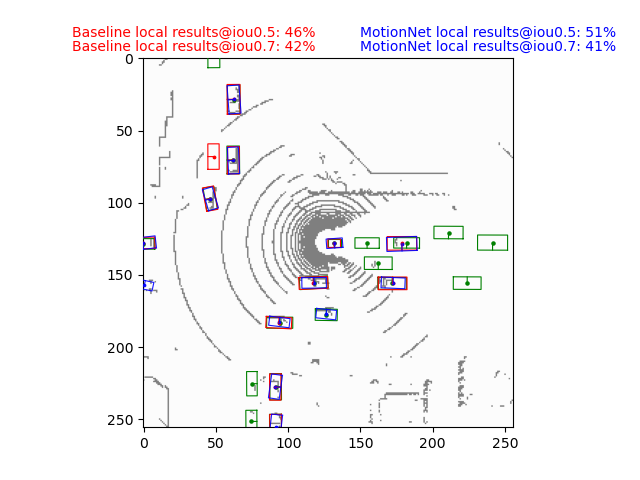 Baseline local results@iou0.5: 46% MotionNet local results@iou0.5: 51%
Baseline local results@iou0.7: 42% MotionNet local results@iou0.7: 41%
0
50
100
150
200
250
0 50 100 150 200 250